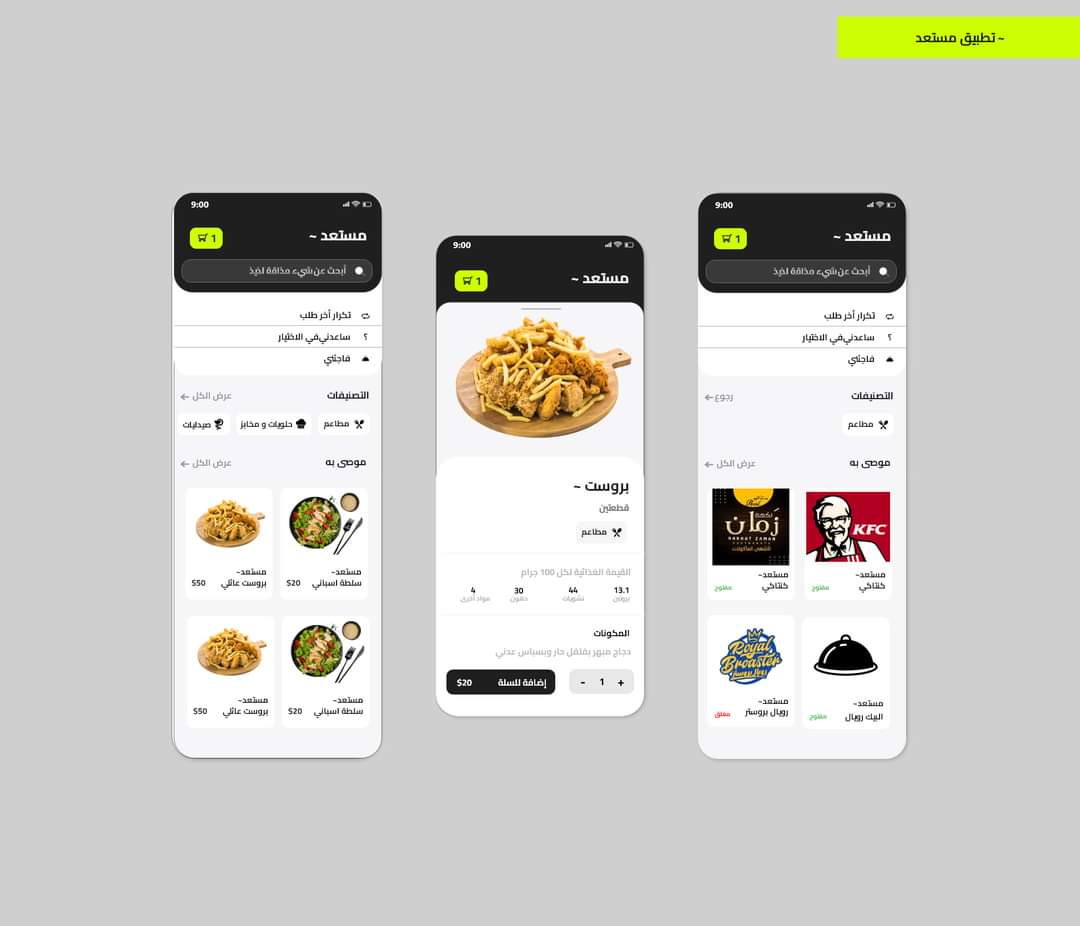 ~ تطبيق مستعد
9:00
مستعد ~
1
أبحث عن شيء مذاقة لذيذ
تكرار أخر طلب
ساعدني في الاختيار
؟
فاجئني
التصنيفات
رجوع
مطاعم
موصى به
عرض الكل
KFC
نكهة زمان
NAKHAT ZAMAN
مستعد~
كنتاكي
مفتوح
مستعد~
كنتاكي
مفتوح
Royal
Broaster
مستعد~
البيك رويال
مفتوح
مستعد~
رويال بروستر
مغلق
9:00
مستعد ~
1
بروست ~
قطعتين
مطاعم
القيمة الغذائية لكل 100 جرام
13.1
بروتين
44
نشويات
30
دهون
4
مواد أخرى
المكونات
دجاج مبهر بفلفل حار وبسباس عدني
+ 1 -
إضافة للسلة
$20
9:00
مستعد ~
1
أبحث عن شيء مذاقة لذيذ
تكرار أخر طلب
ساعدني في الاختيار
؟
فاجئني
التصنيفات
عرض الكل
مطاعم
حلويات و مخابز
صيدليات
موصى به
عرض الكل
مستعد~
سلطة اسباني
$20
مستعد~
بروست عائلي
$50
مستعد~
سلطة اسباني
$20
مستعد~
بروست عائلي
$50